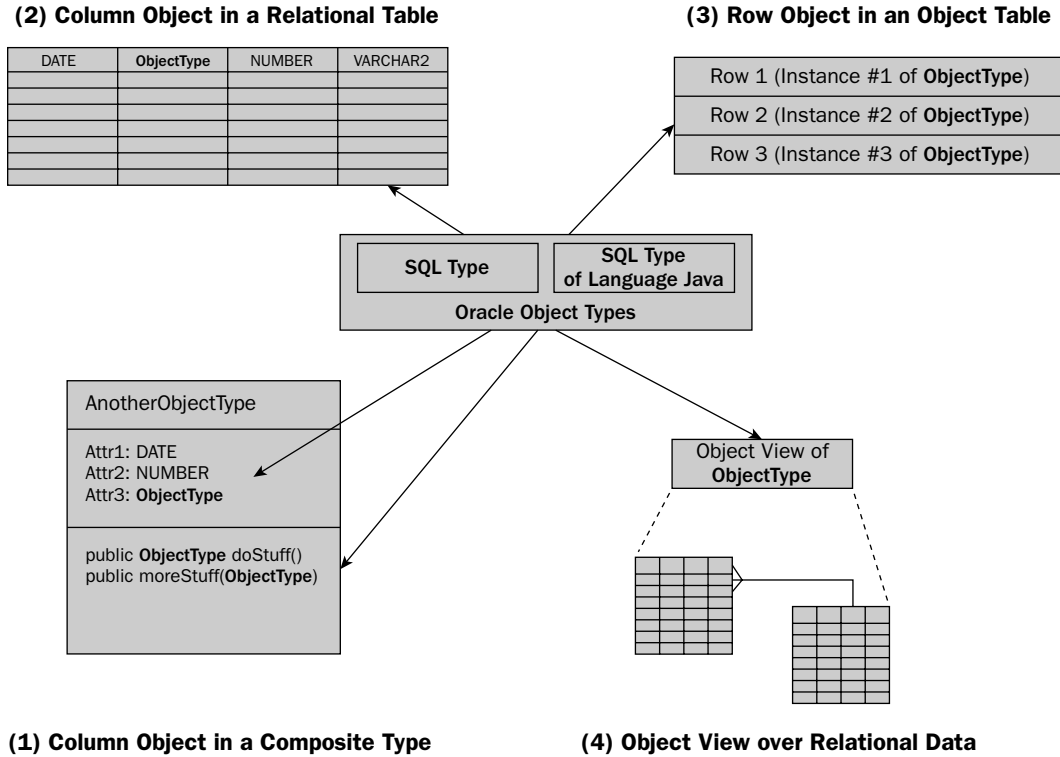 (2) Column Object in a Relational Table
(3) Row Object in an Object Table
DATE ObjectType NUMBER VARCHAR2
Row 1 (Instance #1 of ObjectType)
Row 2 (Instance #2 of ObjectType)
Row 3 (Instance #3 of ObjectType)
SQL Type
SQL Type
of Language Java
Oracle Object Types
AnotherObjectType
Attr1: DATE
Attr2: NUMBER
Attr3: ObjectType
public ObjectType doStuff()
public moreStuff(ObjectType)
Object View of
ObjectType
(1) Column Object in a Composite Type
(4) Object View over Relational Data